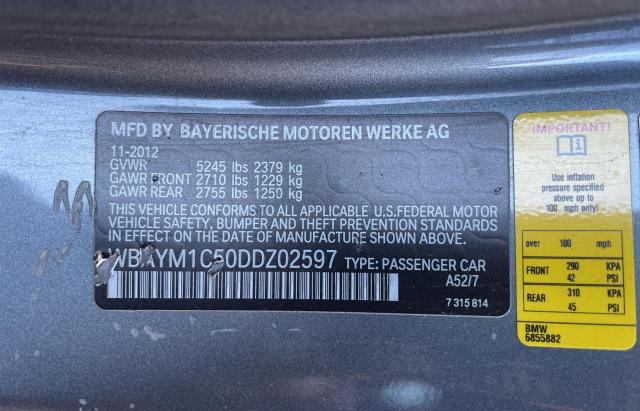 MFD BY BAYERISCHE MOTOREN WERKE AG
11-2012
GVWR 5245 lbs 2379 kg
GAWR FRONT 2710 lbs 1229 kg
GAWR REAR 2755 lbs 1250 kg
THIS VEHICLE CONFORMS TO ALL APPLICABLE U.S.FEDERAL MOTOR
VEHICLE SAFETY, BUMPER AND THEFT PREVENTION STANDARDS
IN EFFECT ON THE DATE OF MANUFACTURE SHOWN
ABOVE.
WBAYM1C50DDZ02597 TYPE: PASSENGER CAR
A52/7
7 315 814
IMPORTANT!
Use inflation
pressure specified
above up to
100 mph only!
over 100 mph
FRONT 290 KPA
42 PSI
REAR 310 KPA
45 PSI
BMW
6855882